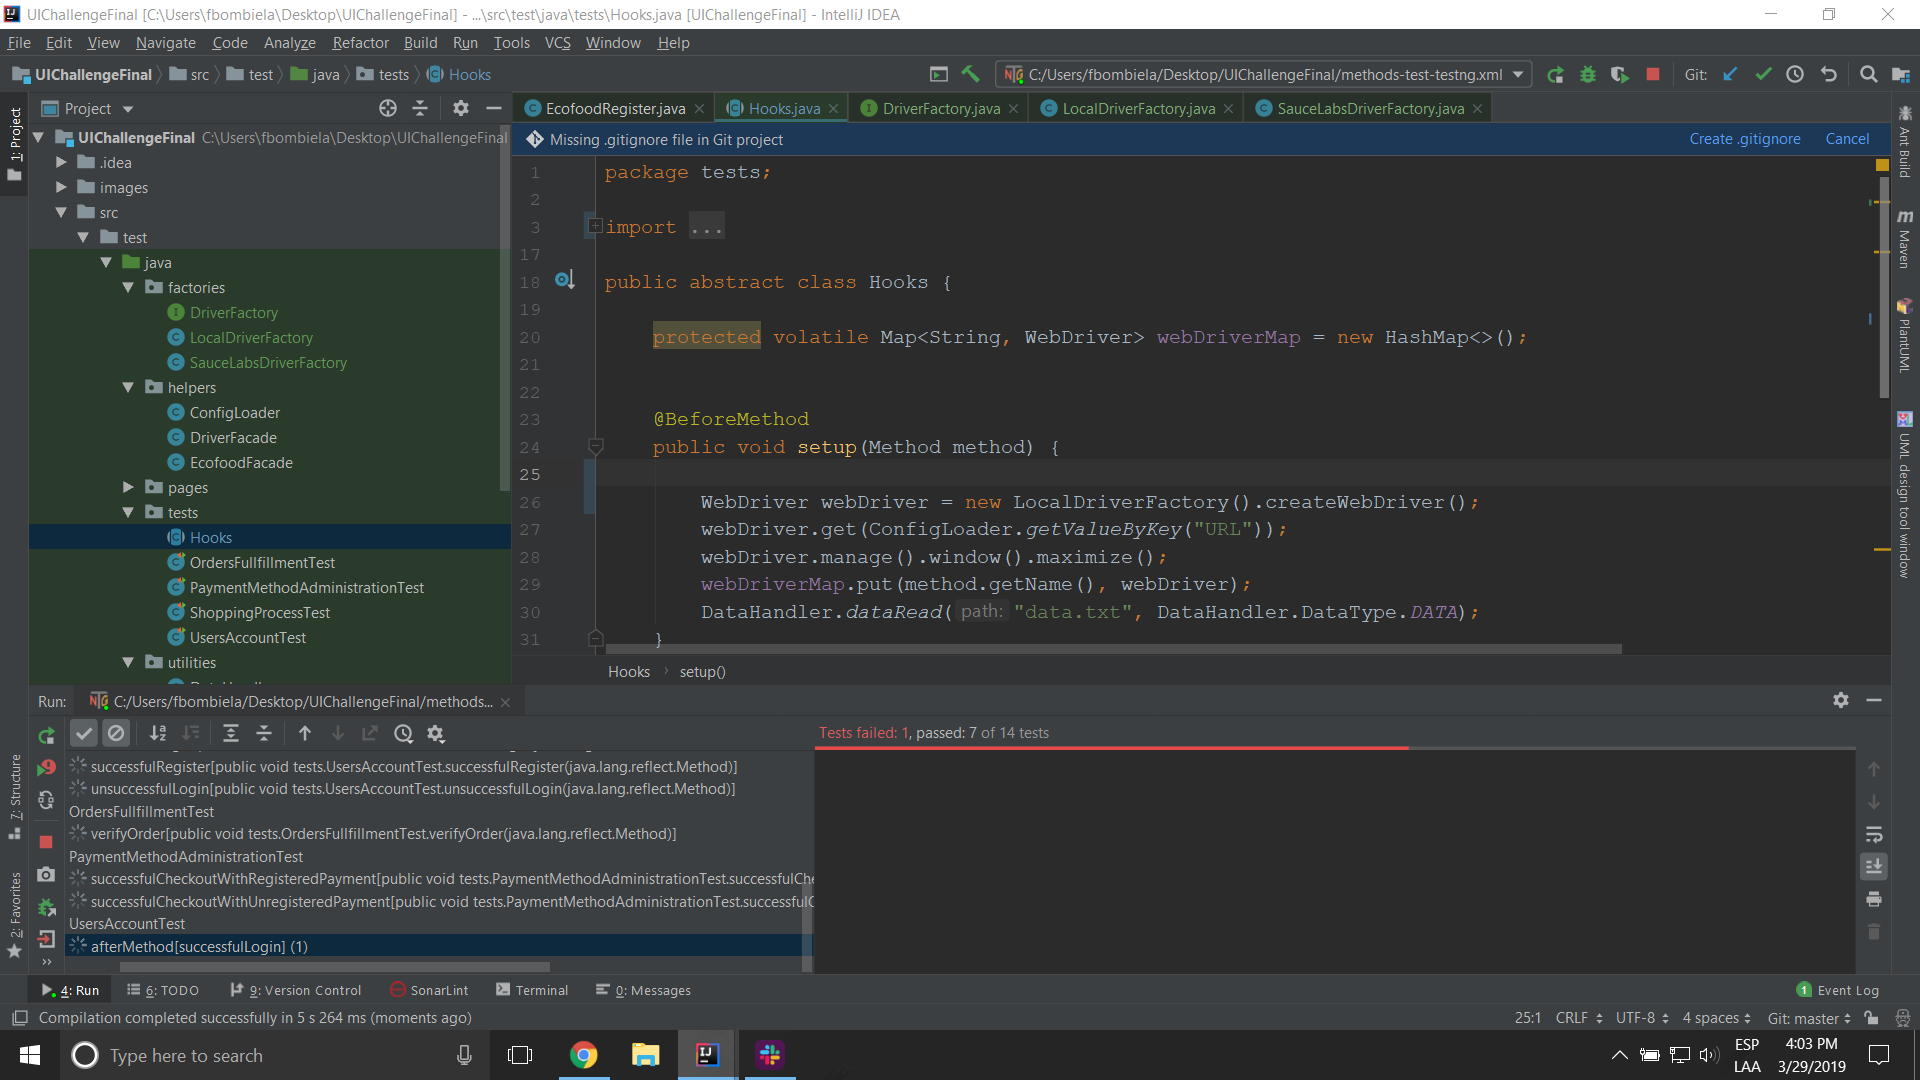 UIChallengeFinal [C:\Users\fbombiela\Desktop\UIChallengeFinal] - ...\src\test\java\tests\Hooks.java [UIChallengeFinal] - IntelliJ IDEA
File Edit View Navigate Code Analyze Refactor Build Run Tools VCS Window Help
UIChallengeFinal src test java tests Hooks
C:/Users/fbombiela/Desktop/UIChallengeFinal/methods-test-testng.xml Git:
1: Project
Project
EcofoodRegister.java Hooks.java DriverFactory.java LocalDriverFactory.java SauceLabsDriverFactory.java
Missing .gitignore file in Git project Create .gitignore Cancel
UIChallengeFinal C:\Users\fbombiela\Desktop\UIChallengeFinal
.idea
images
src
test
java
factories
DriverFactory
LocalDriverFactory
SauceLabsDriverFactory
helpers
ConfigLoader
DriverFacade
EcofoodFacade
pages
tests
Hooks
OrdersFullfillmentTest
PaymentMethodAdministrationTest
ShoppingProcessTest
UsersAccountTest
utilities
1 package tests;
2
3 import ...
17
18 public abstract class Hooks {
19
20 protected volatile Map<String, WebDriver> webDriverMap = new HashMap<>();
21
22
23 @BeforeMethod
24 public void setup(Method method) {
25
26 WebDriver webDriver = new LocalDriverFactory().createWebDriver();
27 webDriver.get(ConfigLoader.getValueByKey("URL"));
28 webDriver.manage().window().maximize();
29 webDriverMap.put(method.getName(), webDriver);
30 DataHandler.dataRead( path: "data.txt", DataHandler.DataType.DATA);
31 }
Hooks setup()
Ant Build
Maven
PlantUML
UML design tool window
Run: C:/Users/fbombiela/Desktop/UIChallengeFinal/methods...
Tests failed: 1, passed: 7 of 14 tests
successfulRegister[public void tests.UsersAccountTest.successfulRegister(java.lang.reflect.Method)]
unsuccessfulLogin[public void tests.UsersAccountTest.unsuccessfulLogin(java.lang.reflect.Method)]
OrdersFullfillmentTest
verifyOrder[public void tests.OrdersFullfillmentTest.verifyOrder(java.lang.reflect.Method)]
PaymentMethodAdministrationTest
successfulCheckoutWithRegisteredPayment[public void tests.PaymentMethodAdministrationTest.successfulChe
successfulCheckoutWithUnregisteredPayment[public void tests.PaymentMethodAdministrationTest.successfulC
UsersAccountTest
afterMethod[successfulLogin] (1)
7: Structure
2: Favorites
4: Run 6: TODO 9: Version Control SonarLint Terminal 0: Messages 1 Event Log
Compilation completed successfully in 5 s 264 ms (moments ago) 25:1 CRLF UTF-8 4 spaces Git: master
Type here to search
ESP
LAA
4:03 PM
3/29/2019